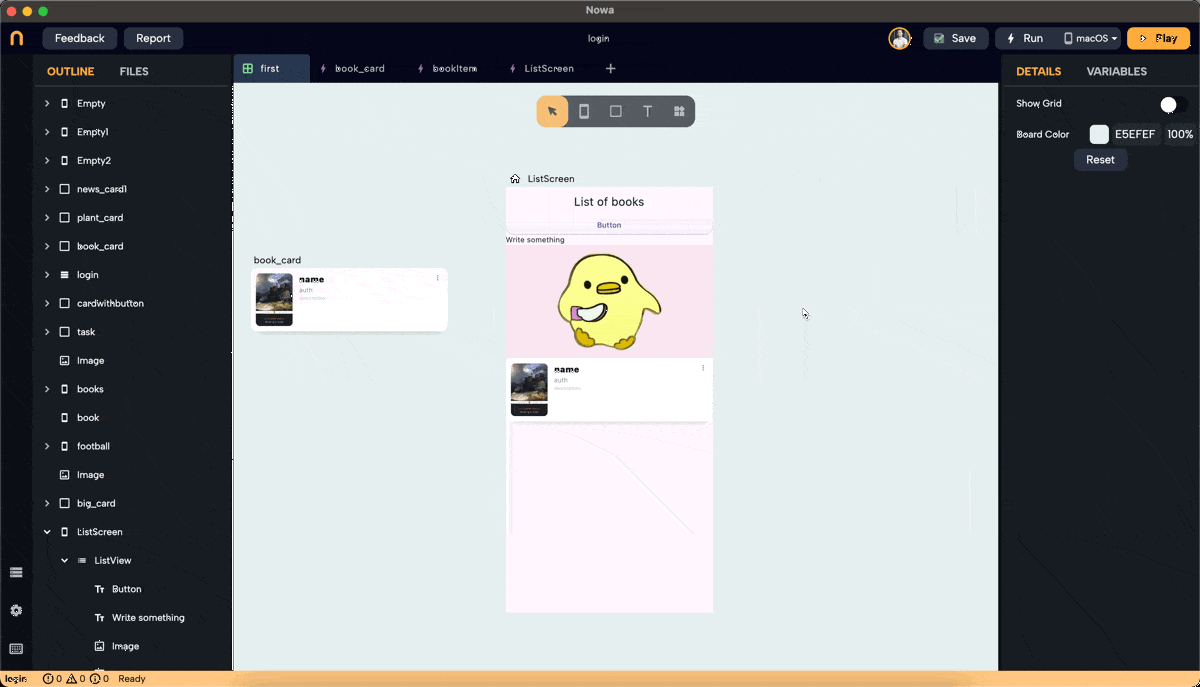 Nowa
Feedback
Report
login
Save
Run
macOS
Play
OUTLINE
FILES
first
book_card
bookItem
ListScreen
DETAILS
VARIABLES
Empty
Empty1
Empty2
news_card1
plant_card
book_card
login
cardwithbutton
task
Image
books
book
football
Image
big_card
ListScreen
ListView
Button
Write something
Image
book_card
name
auth
ListScreen
List of books
Button
Write something
name
auth
Show Grid
Board Color
E5EFEF
100%
Reset
login
0
0
0
Ready